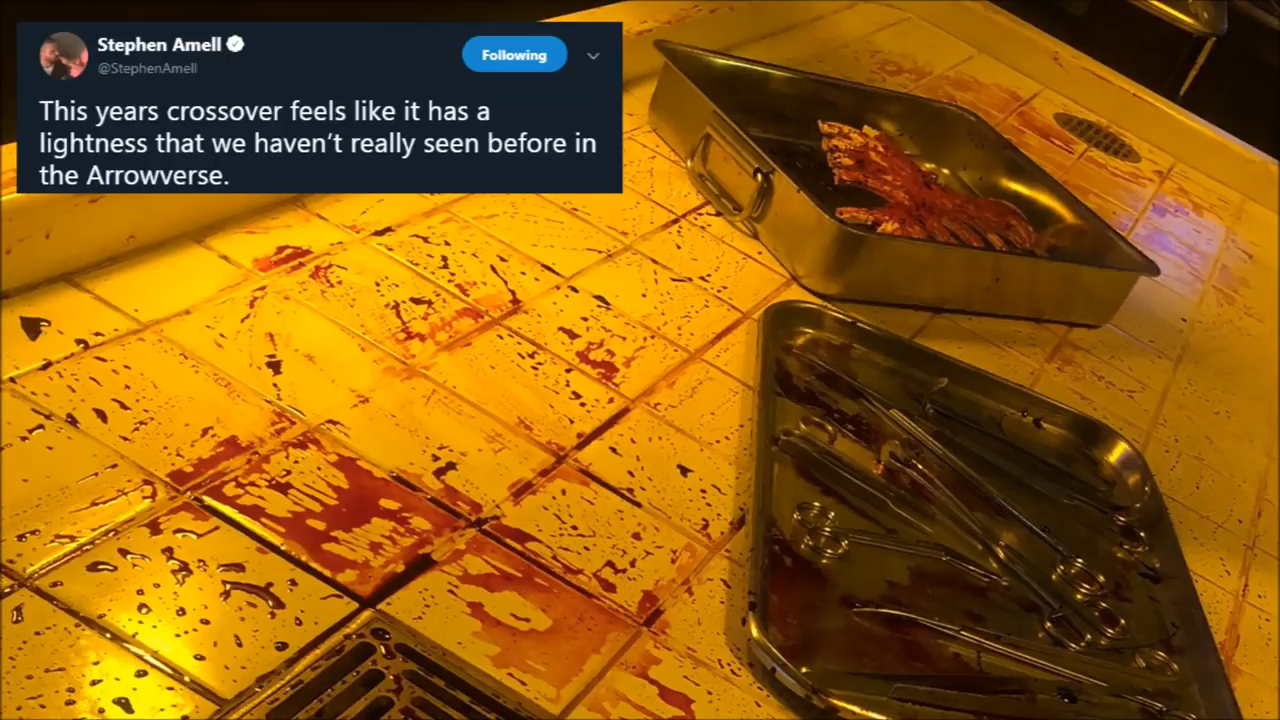 Stephen Amell
@StephenAmell
Following
This years crossover feels like it has a
lightness that we haven't really seen before in
the Arrowverse.